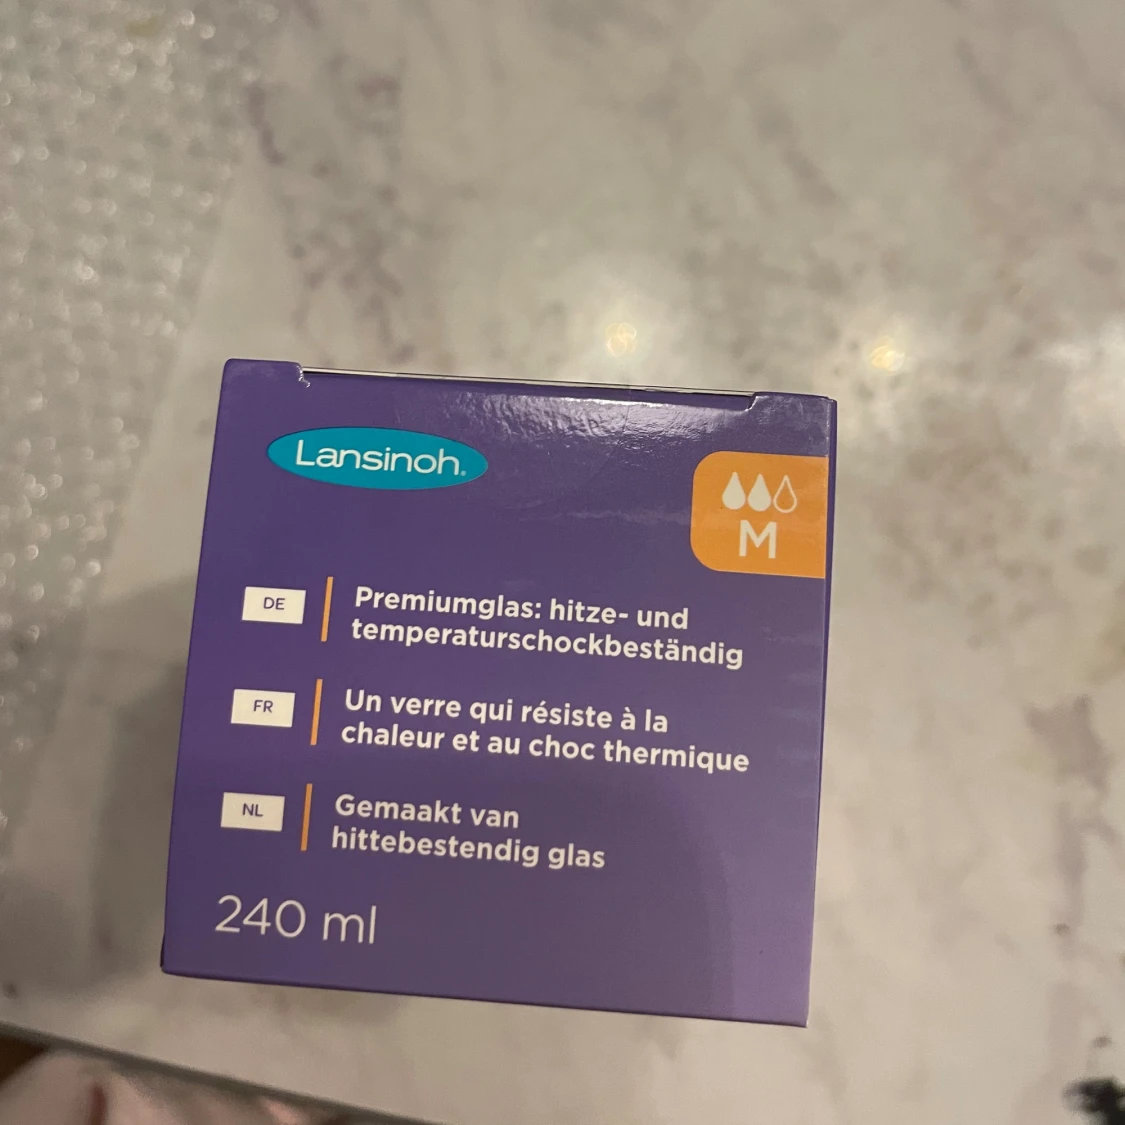 Lansinoh®
M
DE
Premiumglas: hitze- und
temperaturschockbeständig
FR
Un verre qui résiste à la
chaleur et au choc thermique
NL
Gemaakt van
hittebestendig glas
240 ml